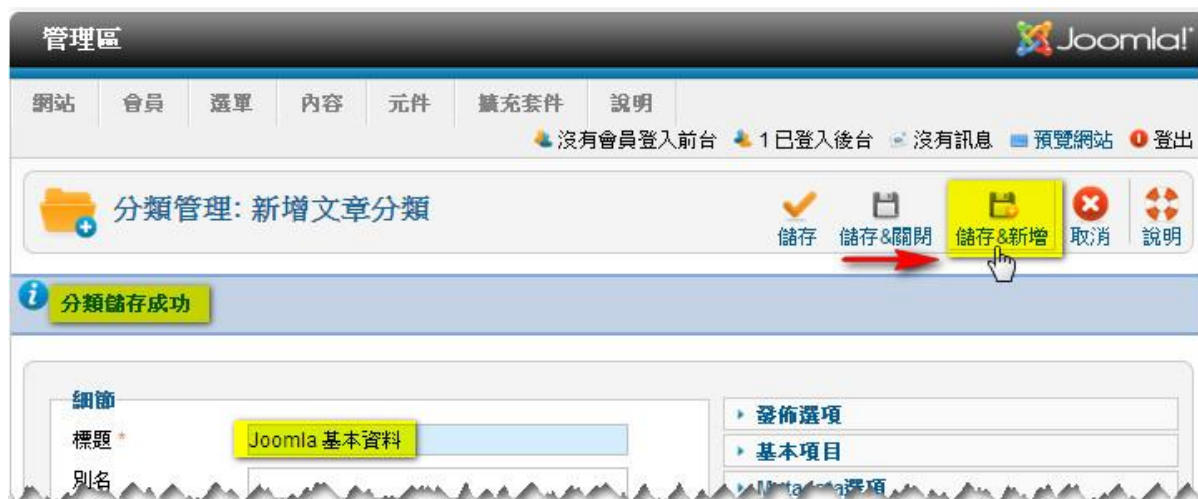 管理區 Joomla!
網站 會員 選單 內容 元件 擴充套件 說明
沒有會員登入前台 1 已登入後台 沒有訊息 預覽網站 登出
分類管理: 新增文章分類
儲存 儲存&關閉 儲存&新增 取消 說明
分類儲存成功
細節
標題 *
Joomla 基本資料
別名
發佈選項
基本項目